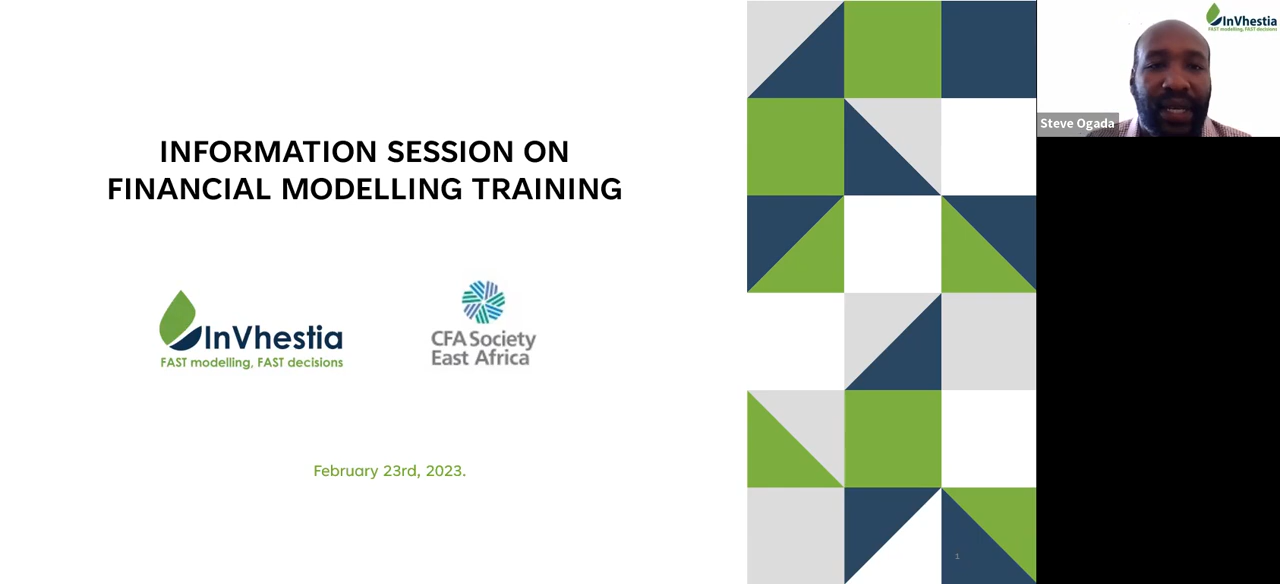 INFORMATION SESSION ON
FINANCIAL MODELLING TRAINING
InVhestia
FAST modelling, FAST decisions
CFA Society
East Africa
February 23rd, 2023.
1
InVhestia
FAST modelling, FAST decisions
Steve Ogada